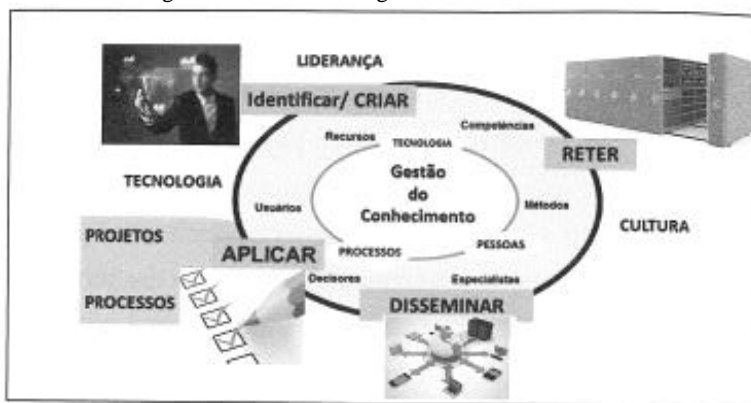 LIDERANÇA
Identificar/ CRIAR
Recursos
TECNOLOGIA
Competências
RETER
TECNOLOGIA
Gestão
do
Conhecimento
Usuários
Métodos
CULTURA
PROJETOS
APLICAR
PROCESSOS
PESSOAS
PROCESSOS
Decisores
Especialistas
DISSEMINAR